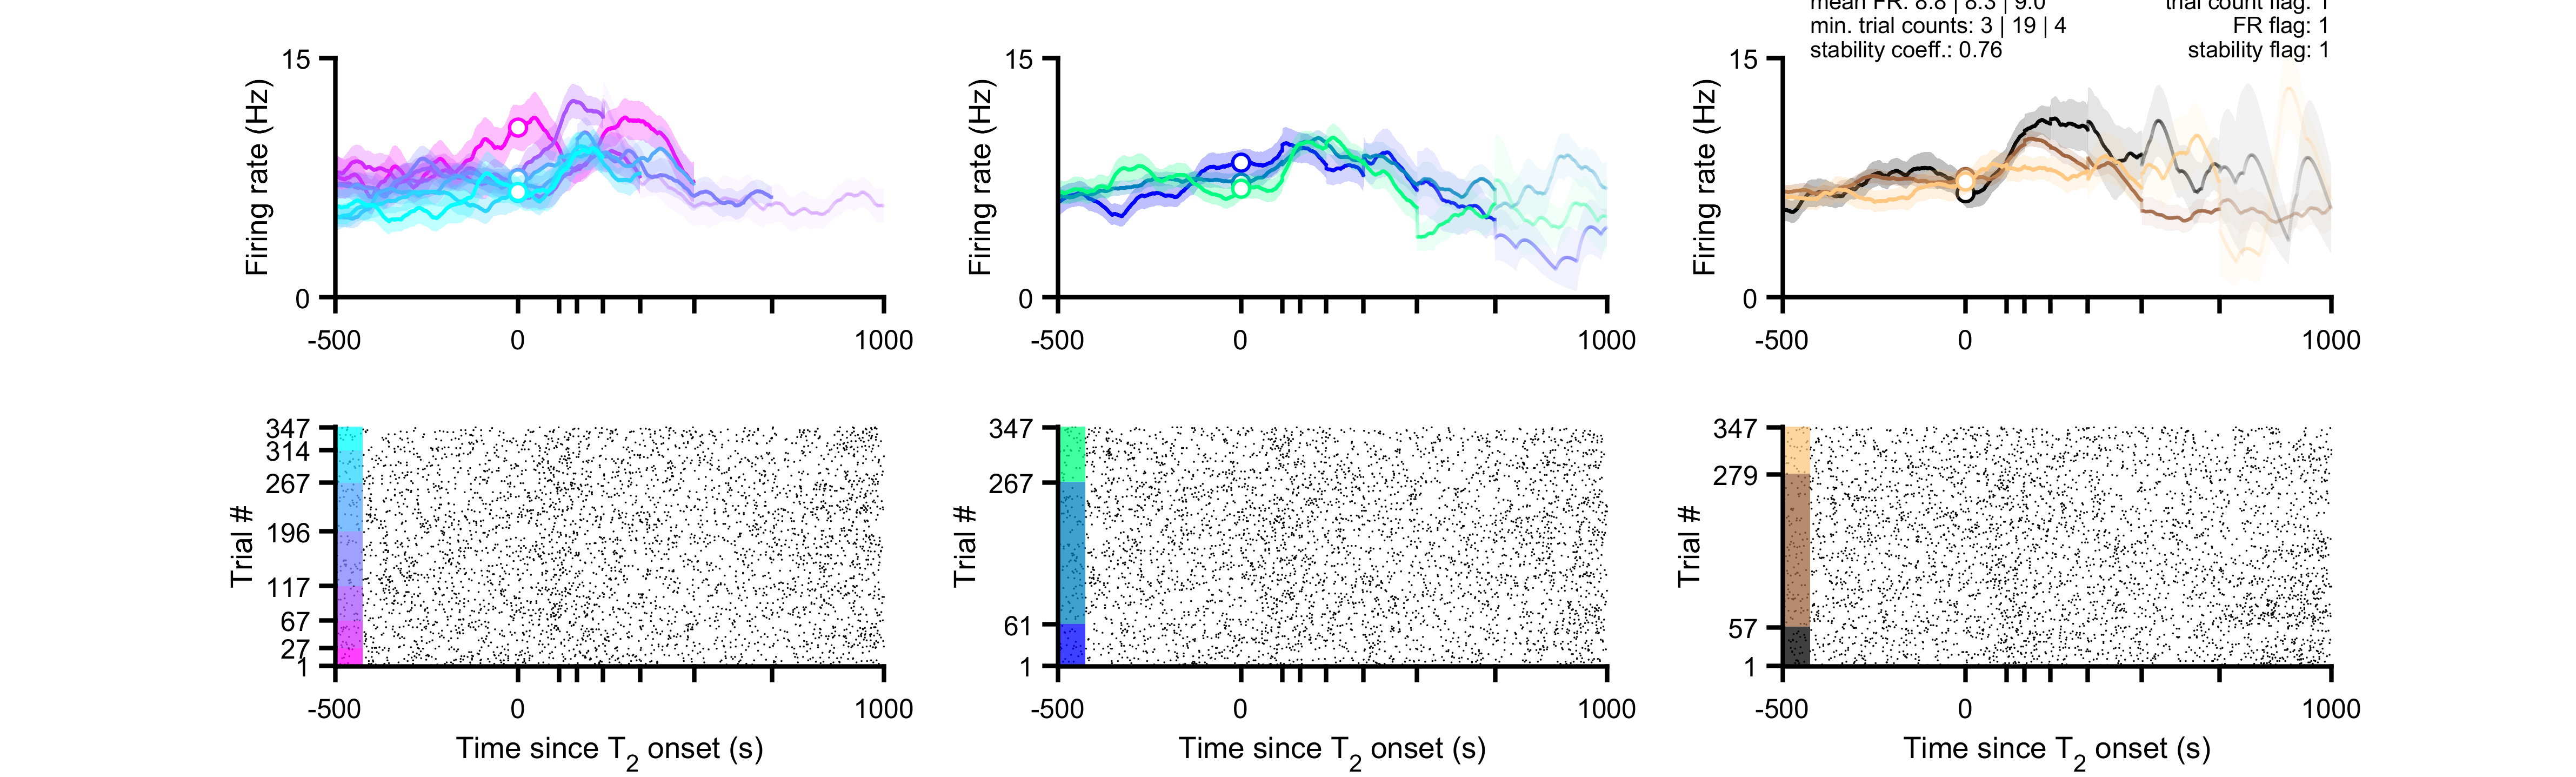 mean FR: 8.8 | 8.3 | 9.0
trial count flag: 1
min. trial counts: 3 | 19 | 4
FR flag: 1
stability coeff.: 0.76
stability flag: 1
15
Firing rate (Hz)
0
-500
0
1000
15
Firing rate (Hz)
0
-500
0
1000
15
Firing rate (Hz)
0
-500
0
1000
347
314
267
196
117
67
27
1
Trial #
-500
0
1000
Time since T2 onset (s)
347
267
61
1
Trial #
-500
0
1000
Time since T2 onset (s)
347
279
57
1
Trial #
-500
0
1000
Time since T2 onset (s)